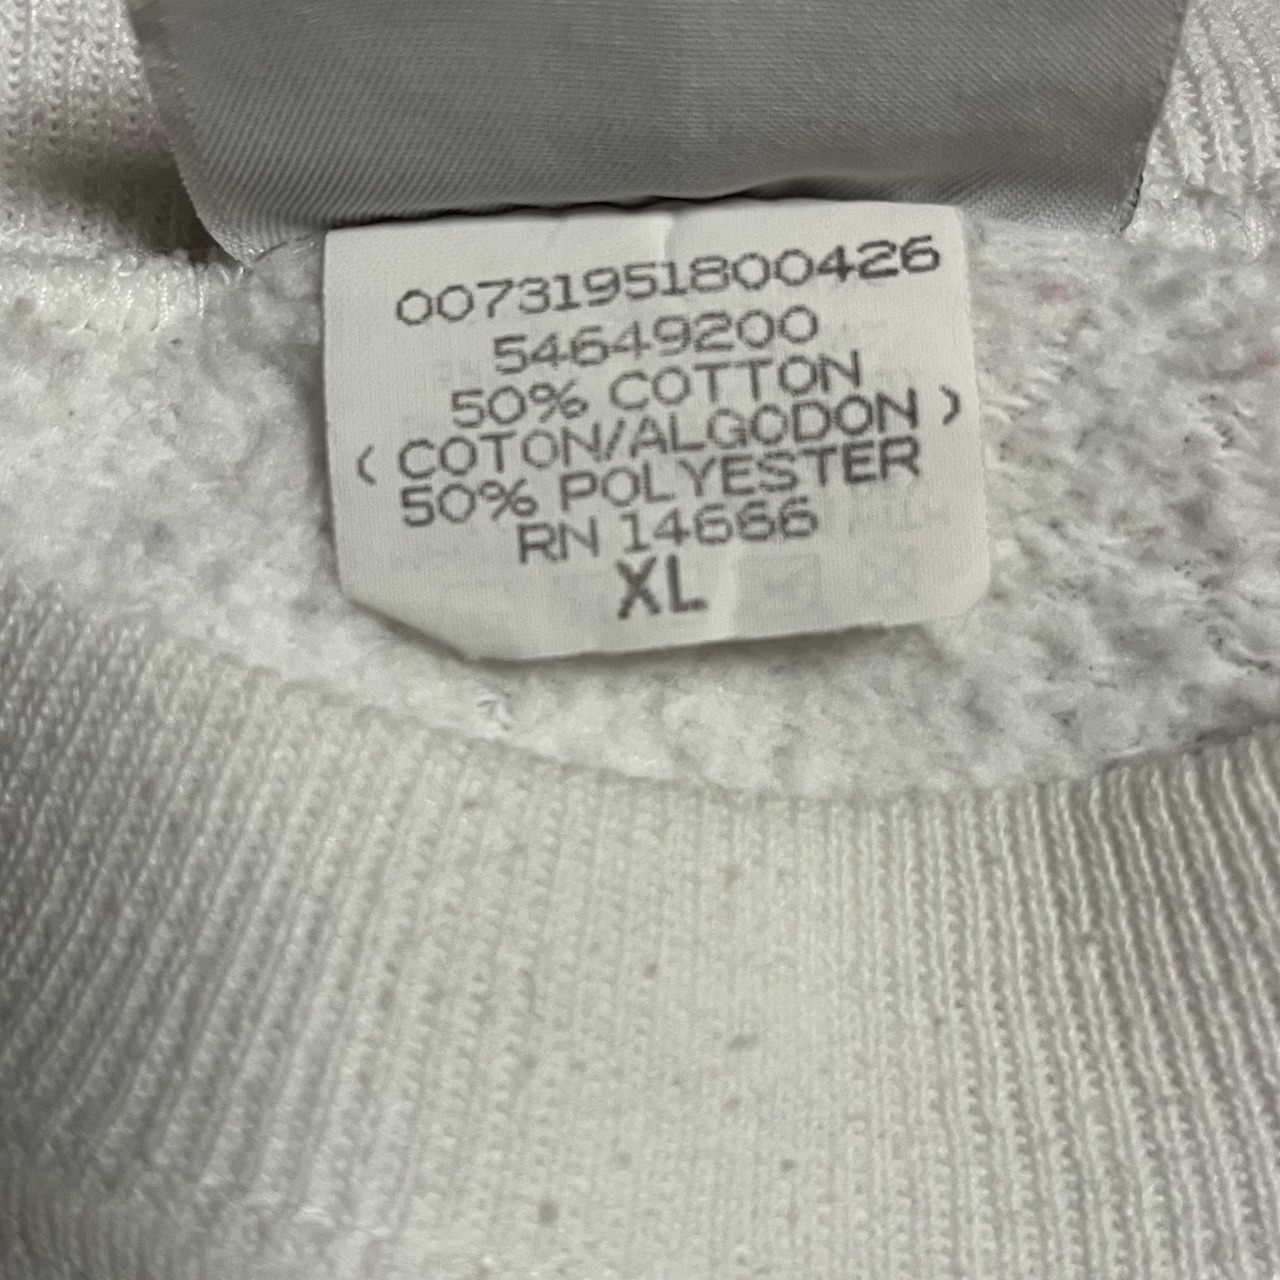 00731951800426
54649200
50% COTTON
( COTON/ALGODON )
50% POLYESTER
RN 14666
XL